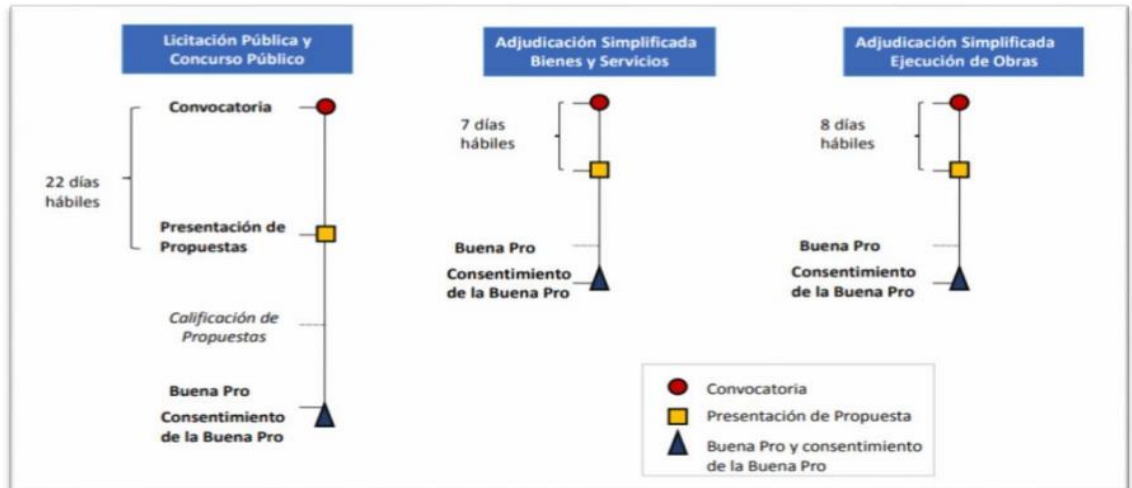 Licitación Pública y
Concurso Público
Convocatoria
22 días
hábiles
Presentación de
Propuestas
Calificación de
Propuestas
Buena Pro
Consentimiento
de la Buena Pro
Adjudicación Simplificada
Bienes y Servicios
7 días
hábiles
Buena Pro
Consentimiento
de la Buena Pro
Adjudicación Simplificada
Ejecución de Obras
8 días
hábiles
Buena Pro
Consentimiento
de la Buena Pro
Convocatoria
Presentación de Propuesta
Buena Pro y consentimiento
de la Buena Pro